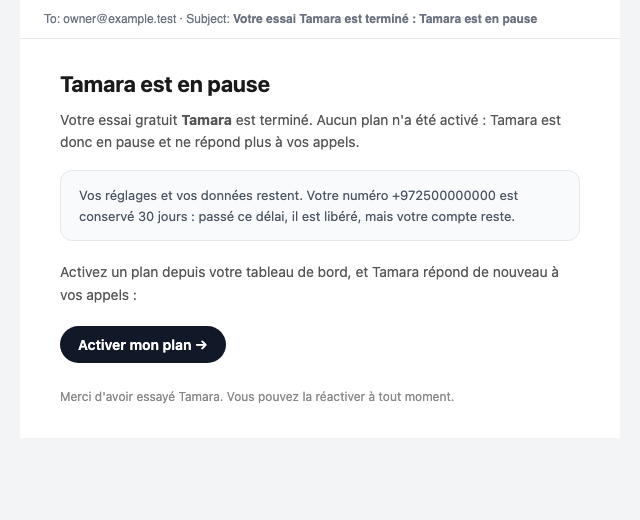 To: owner@example.test · Subject: Votre essai Tamara est terminé : Tamara est en pause
Tamara est en pause
Votre essai gratuit Tamara est terminé. Aucun plan n'a été activé : Tamara est
donc en pause et ne répond plus à vos appels.
Vos réglages et vos données restent. Votre numéro +972500000000 est
conservé 30 jours : passé ce délai, il est libéré, mais votre compte reste.
Activez un plan depuis votre tableau de bord, et Tamara répond de nouveau à
vos appels :
Activer mon plan →
Merci d'avoir essayé Tamara. Vous pouvez la réactiver à tout moment.